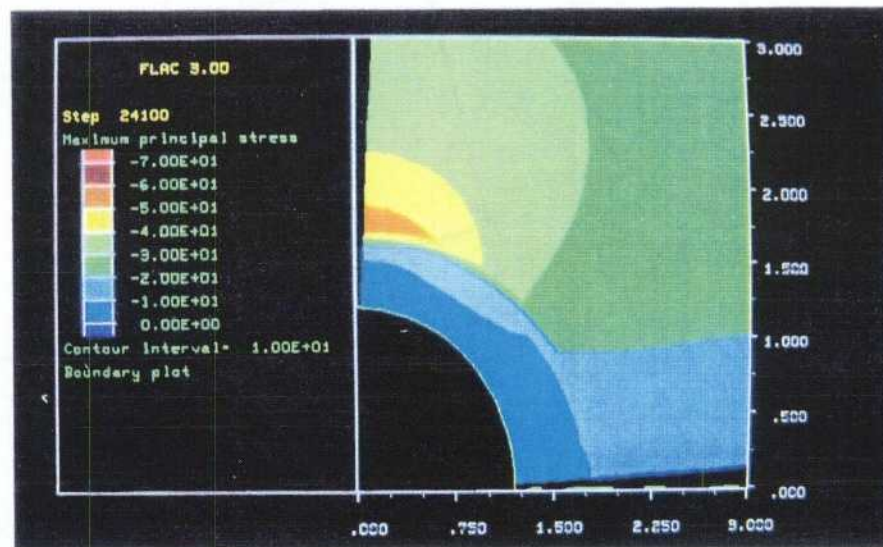 FLAC 3.00
Step 24100
Maximum principal stress
-7.00E+01
-6.00E+01
-5.00E+01
-4.00E+01
-3.00E+01
-2.00E+01
-1.00E+01
0.00E+00
Contour interval= 1.00E+01
Boundary plot
3.000
2.500
2.000
1.500
1.000
.500
.000
.000 .750 1.500 2.250 3.000